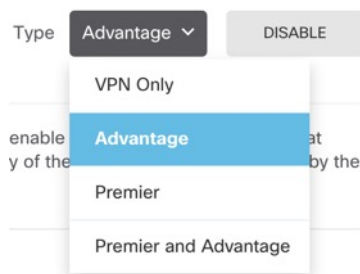 Type Advantage DISABLE
VPN Only
enable Advantage at
y of the by the
Premier
Premier and Advantage